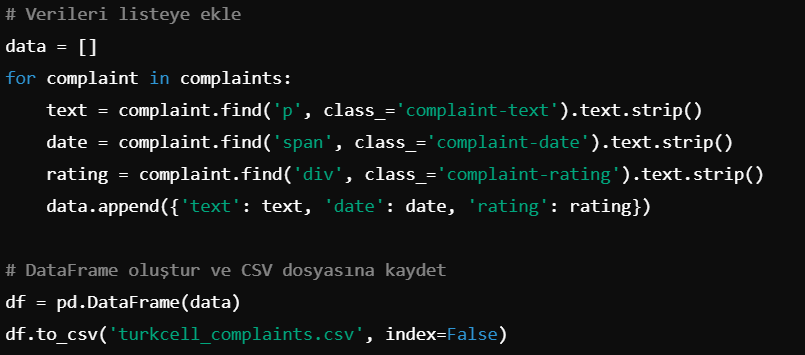 # Verileri listeye ekle
data = []
for complaint in complaints:
    text = complaint.find('p', class_='complaint-text').text.strip()
    date = complaint.find('span', class_='complaint-date').text.strip()
    rating = complaint.find('div', class_='complaint-rating').text.strip()
    data.append({'text': text, 'date': date, 'rating': rating})

# DataFrame oluştur ve CSV dosyasına kaydet
df = pd.DataFrame(data)
df.to_csv('turkcell_complaints.csv', index=False)